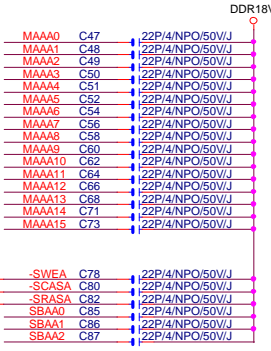 DDR18V
MAAA0 C47 22P/4/NPO/50V/J
MAAA1 C48 22P/4/NPO/50V/J
MAAA2 C49 22P/4/NPO/50V/J
MAAA3 C50 22P/4/NPO/50V/J
MAAA4 C51 22P/4/NPO/50V/J
MAAA5 C52 22P/4/NPO/50V/J
MAAA6 C54 22P/4/NPO/50V/J
MAAA7 C56 22P/4/NPO/50V/J
MAAA8 C58 22P/4/NPO/50V/J
MAAA9 C60 22P/4/NPO/50V/J
MAAA10 C62 22P/4/NPO/50V/J
MAAA11 C64 22P/4/NPO/50V/J
MAAA12 C66 22P/4/NPO/50V/J
MAAA13 C68 22P/4/NPO/50V/J
MAAA14 C71 22P/4/NPO/50V/J
MAAA15 C73 22P/4/NPO/50V/J
-SWEA C78 22P/4/NPO/50V/J
-SCASA C80 22P/4/NPO/50V/J
-SRASA C82 22P/4/NPO/50V/J
SBAA0 C85 22P/4/NPO/50V/J
SBAA1 C86 22P/4/NPO/50V/J
SBAA2 C87 22P/4/NPO/50V/J